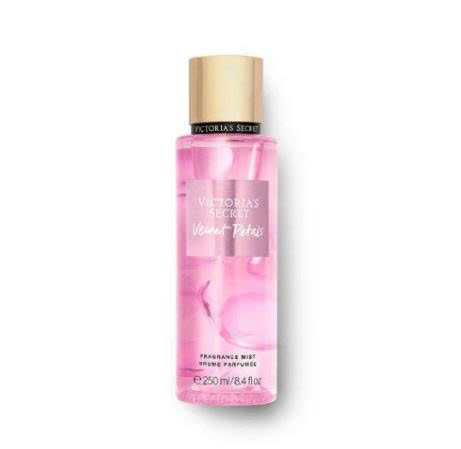 VICTORIA'S SECRET
VICTORIA'S
SECRET
Velvet Petals
FRAGRANCE MIST
BRUME PARFUMÉE
℮250 ml/8.4 fl oz